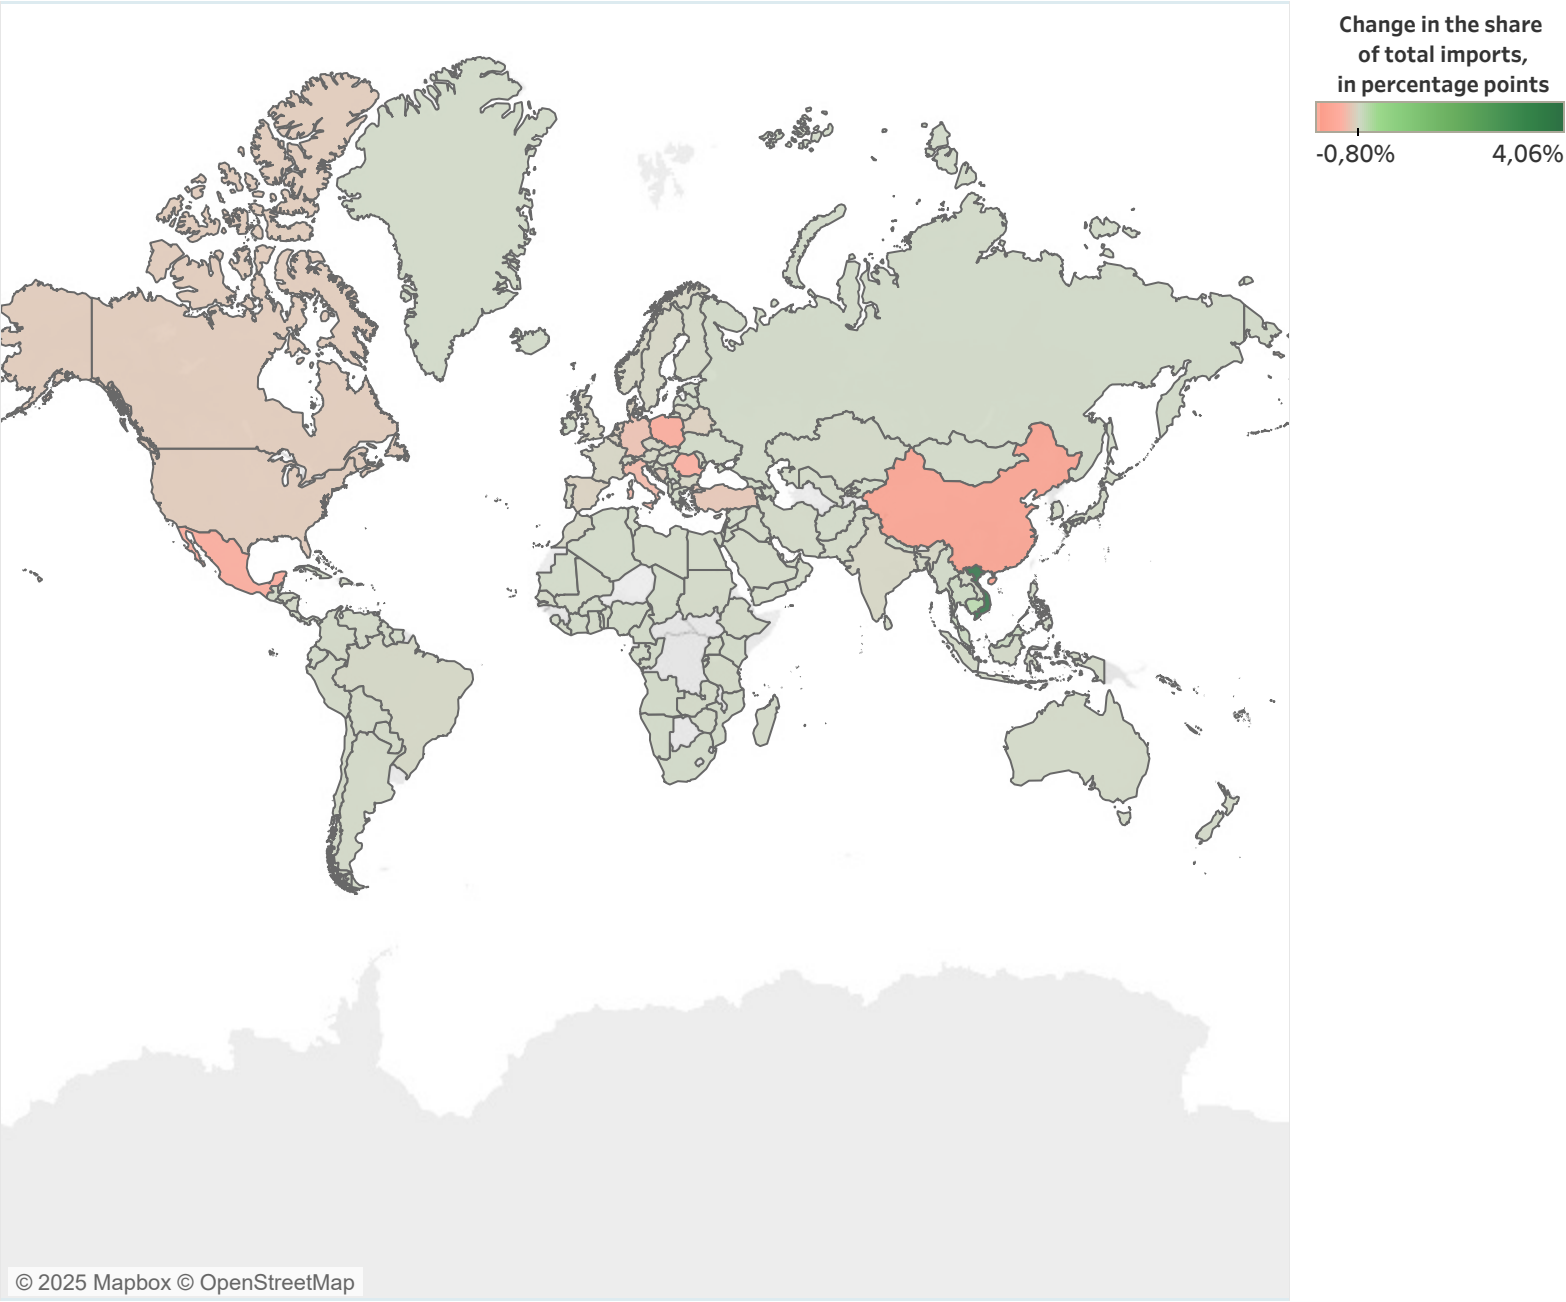 Change in the share
of total imports,
in percentage points
-0,80%
4,06%
© 2025 Mapbox © OpenStreetMap